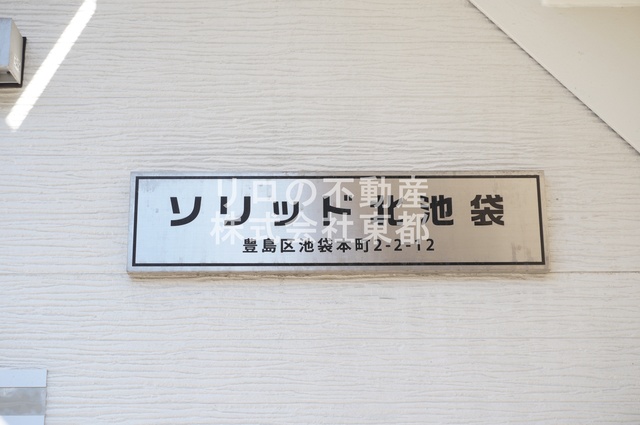 ソリッド北池袋
豊島区池袋本町2-2-12
リロの不動産
株式会社東都